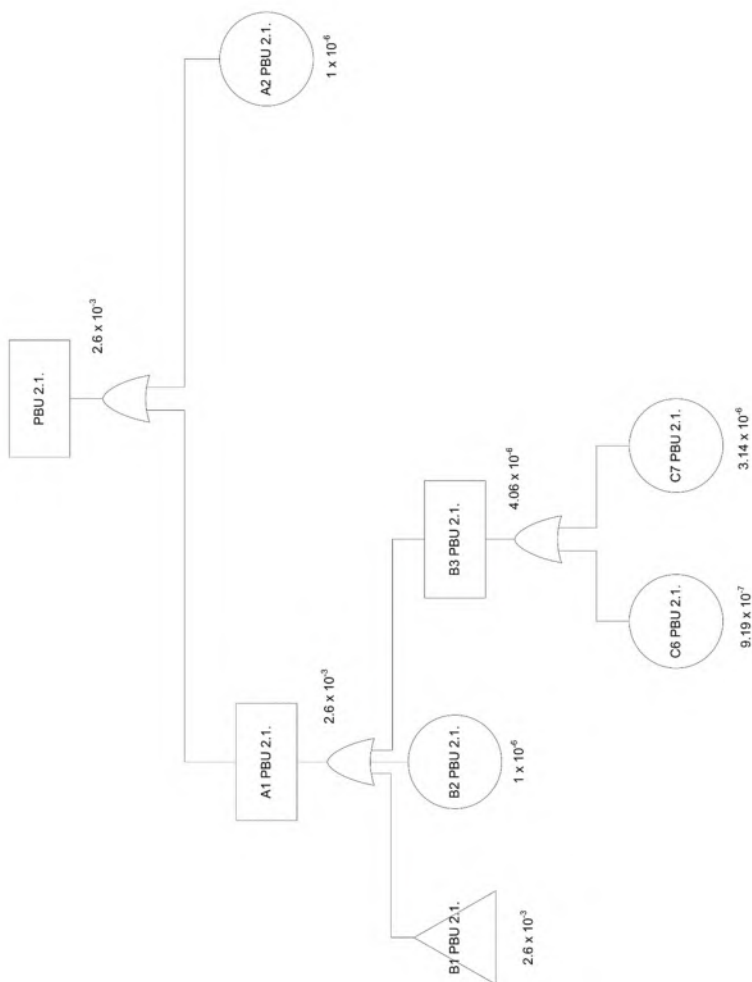 PBU 2.1.
2.6 x 10⁻³
A1 PBU 2.1.
2.6 x 10⁻³
A2 PBU 2.1.
1 x 10⁻⁶
B1 PBU 2.1.
2.6 x 10⁻³
B2 PBU 2.1.
1 x 10⁻⁶
B3 PBU 2.1.
4.06 x 10⁻⁶
C6 PBU 2.1.
9.19 x 10⁻⁷
C7 PBU 2.1.
3.14 x 10⁻⁶